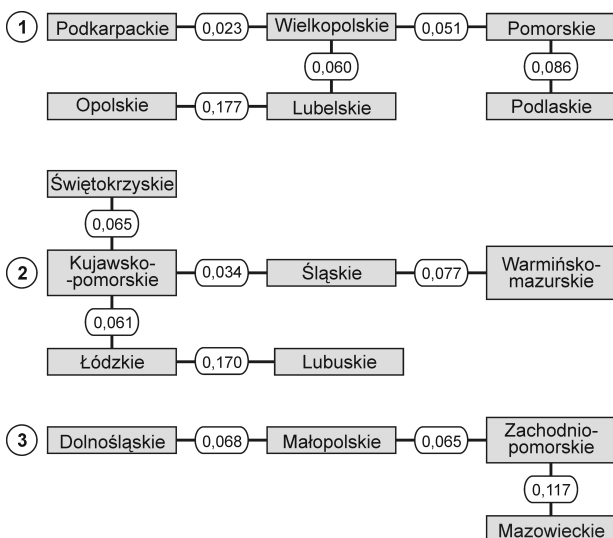 1 Podkarpackie 0,023 Wielkopolskie 0,051 Pomorskie
0,060 0,086
Opolskie 0,177 Lubelskie Podlaskie
Świętokrzyskie
0,065
2 Kujawsko-
-pomorskie 0,034 Śląskie 0,077 Warmińsko-
mazurskie
0,061
Łódzkie 0,170 Lubuskie
3 Dolnośląskie 0,068 Małopolskie 0,065 Zachodnio-
pomorskie
0,117
Mazowieckie